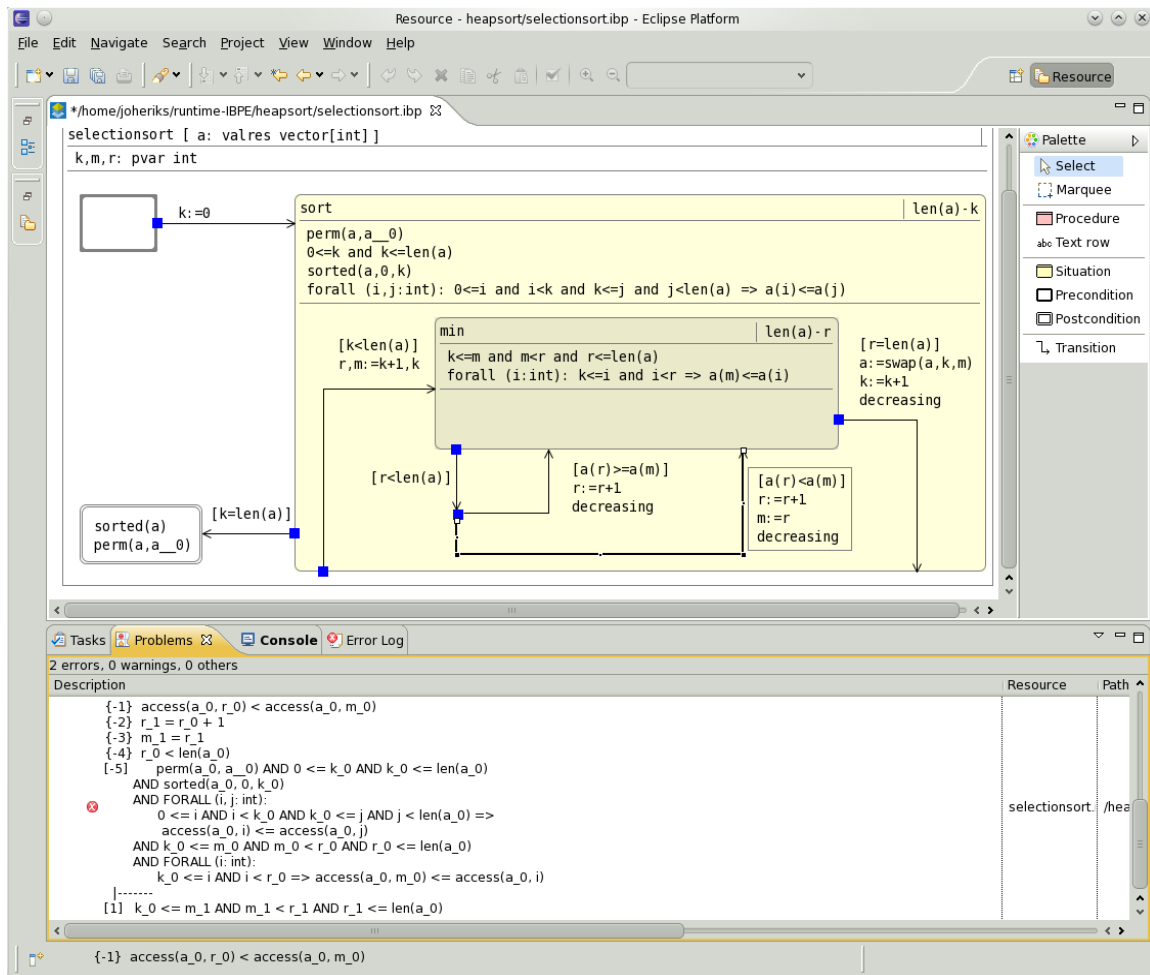 Resource - heapsort/selectionsort.ibp - Eclipse Platform
File Edit Navigate Search Project View Window Help
Resource
*/home/joheriks/runtime-IBPE/heapsort/selectionsort.ibp
selectionsort [ a: valres vector[int] ]
k,m,r: pvar int
k:=0
sort
len(a)-k
perm(a,a__0)
0<=k and k<=len(a)
sorted(a,0,k)
forall (i,j:int): 0<=i and i<k and k<=j and j<len(a) => a(i)<=a(j)
[k<len(a)]
r,m:=k+1,k
min
len(a)-r
k<=m and m<r and r<=len(a)
forall (i:int): k<=i and i<r => a(m)<=a(i)
[r=len(a)]
a:=swap(a,k,m)
k:=k+1
decreasing
[r<len(a)]
[a(r)>=a(m)]
r:=r+1
decreasing
[a(r)<a(m)]
r:=r+1
m:=r
decreasing
[k=len(a)]
sorted(a)
perm(a,a__0)
Palette
Select
Marquee
Procedure
abc Text row
Situation
Precondition
Postcondition
Transition
Tasks Problems Console Error Log
2 errors, 0 warnings, 0 others
Description Resource Path
{-1} access(a_0, r_0) < access(a_0, m_0)
{-2} r_1 = r_0 + 1
{-3} m_1 = r_1
{-4} r_0 < len(a_0)
[-5] perm(a_0, a__0) AND 0 <= k_0 AND k_0 <= len(a_0)
AND sorted(a_0, 0, k_0)
AND FORALL (i, j: int):
0 <= i AND i < k_0 AND k_0 <= j AND j < len(a_0) =>
access(a_0, i) <= access(a_0, j)
AND k_0 <= m_0 AND m_0 < r_0 AND r_0 <= len(a_0)
AND FORALL (i: int):
k_0 <= i AND i < r_0 => access(a_0, m_0) <= access(a_0, i)
|-------
[1] k_0 <= m_1 AND m_1 < r_1 AND r_1 <= len(a_0)
selectionsort. /hea
{-1} access(a_0, r_0) < access(a_0, m_0)